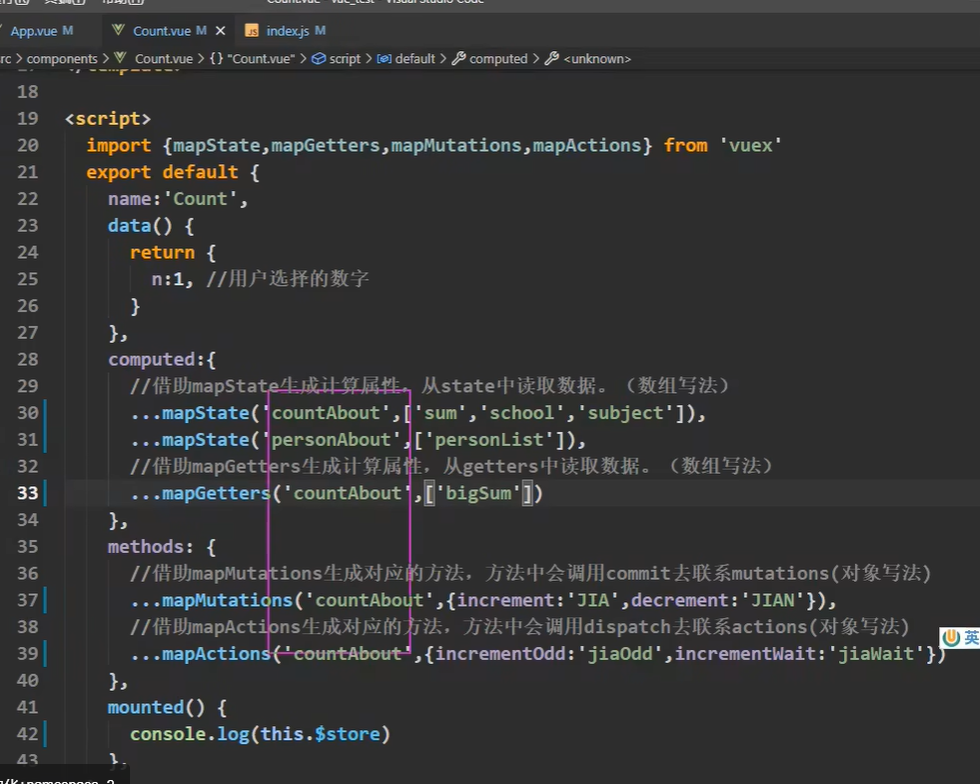 Count.vue - vue_test - Visual Studio Code
App.vue M Count.vue M × JS index.js M
rc > components > Count.vue > {} "Count.vue" > script > default > computed > <unknown>
18
19 <script>
20 import {mapState,mapGetters,mapMutations,mapActions} from 'vuex'
21 export default {
22 name:'Count',
23 data() {
24 return {
25 n:1, //用户选择的数字
26 }
27 },
28 computed:{
29 //借助mapState生成计算属性，从state中读取数据。（数组写法）
30 ...mapState('countAbout',['sum','school','subject']),
31 ...mapState('personAbout',['personList']),
32 //借助mapGetters生成计算属性，从getters中读取数据。（数组写法）
33 ...mapGetters('countAbout',['bigSum'])
34 },
35 methods: {
36 //借助mapMutations生成对应的方法，方法中会调用commit去联系mutations(对象写法)
37 ...mapMutations('countAbout',{increment:'JIA',decrement:'JIAN'}),
38 //借助mapActions生成对应的方法，方法中会调用dispatch去联系actions(对象写法)
39 ...mapActions('countAbout',{incrementOdd:'jiaOdd',incrementWait:'jiaWait'})
40 },
41 mounted() {
42 console.log(this.$store)
43 },
英